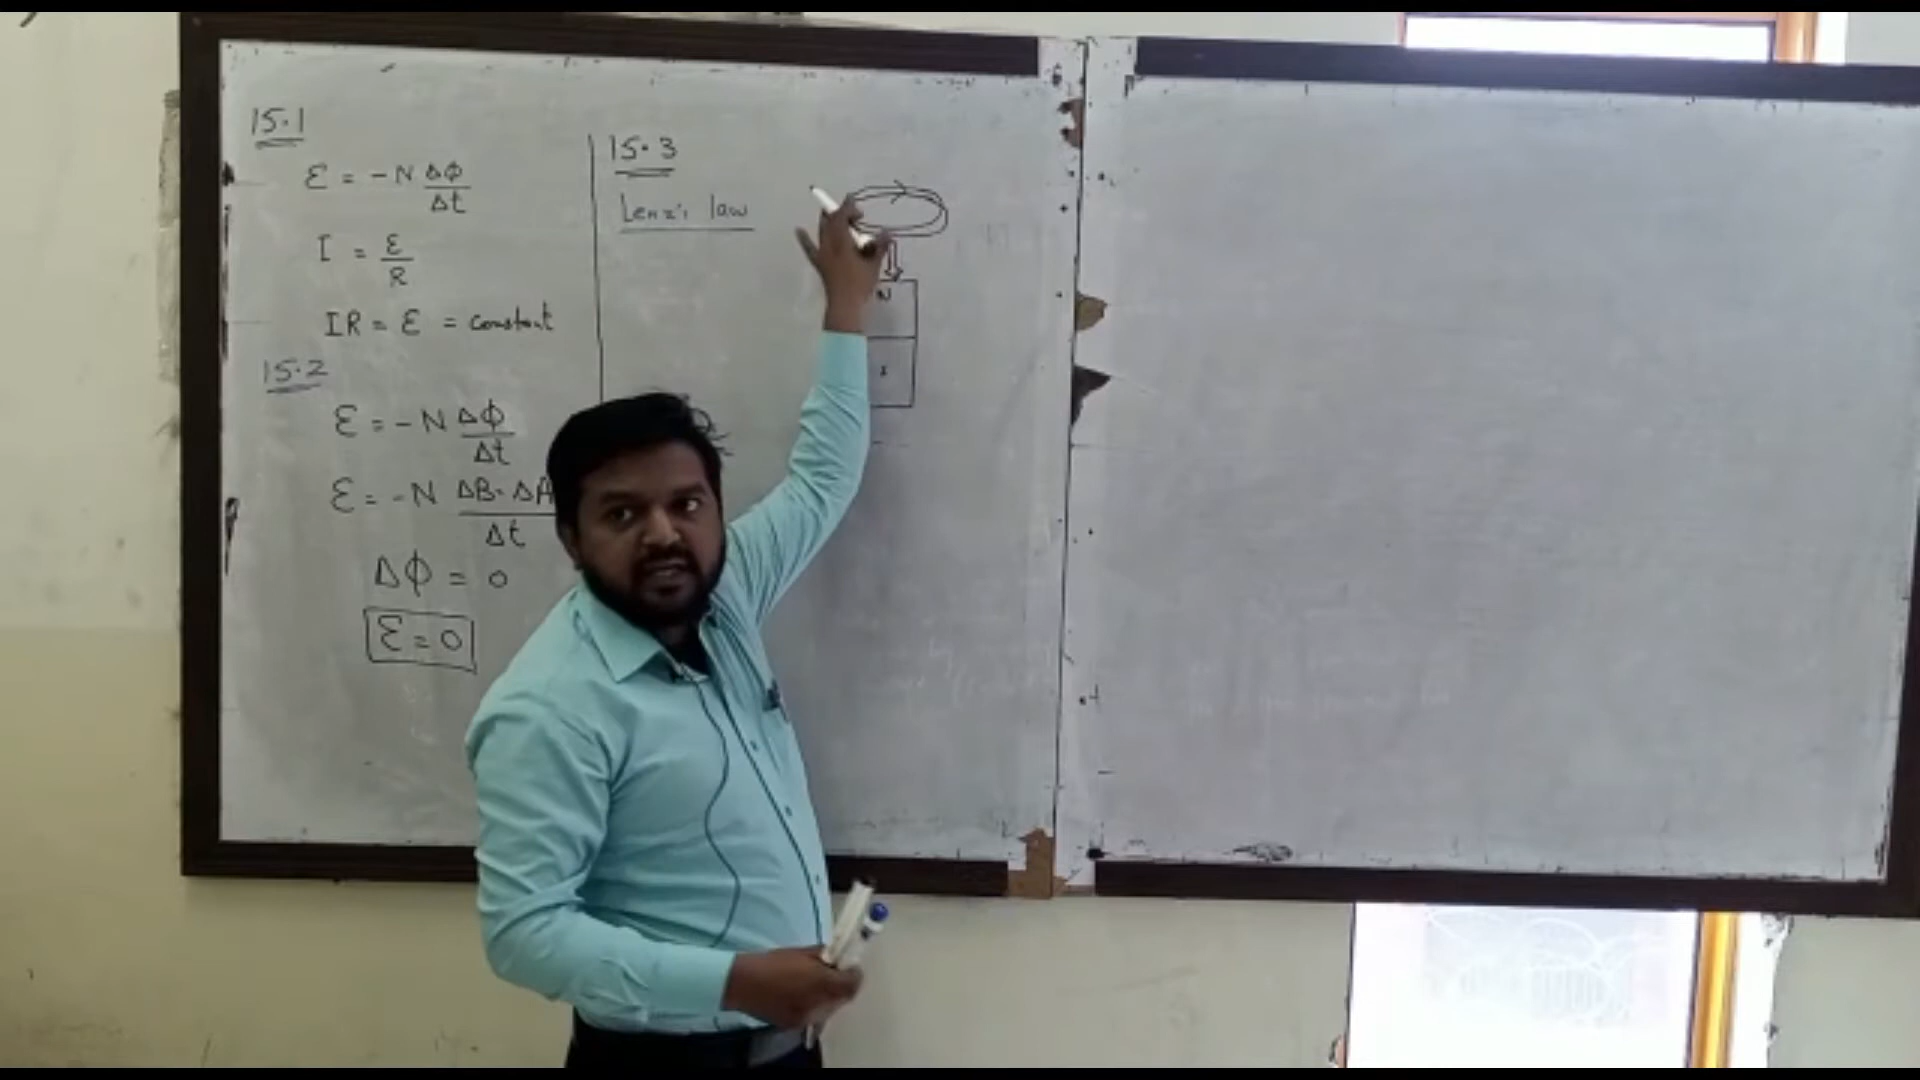 15.1
ε = -N ΔΦ/Δt
I = ε/R
IR = ε = constant
15.2
ε = -N ΔΦ/Δt
ε = -N ΔB·ΔA/Δt
ΔΦ = 0
ε = 0
15.3
Lenz's law
N